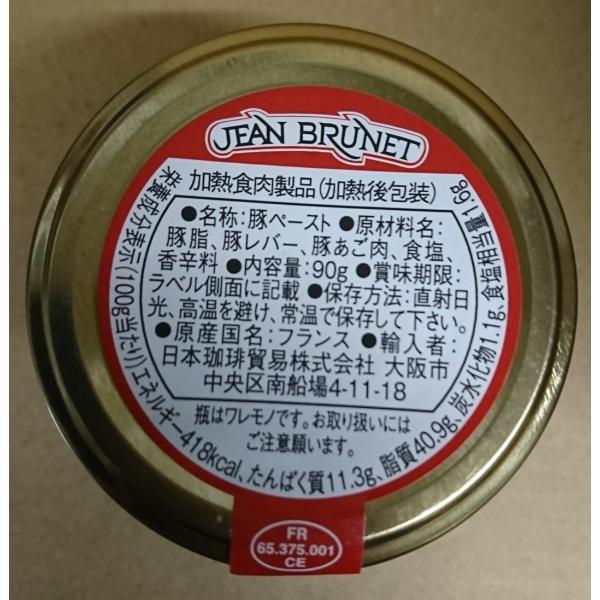 JEAN BRUNET
加熱食肉製品(加熱後包装)
●名称:豚ペースト ●原材料名:
豚脂、豚レバー、豚あご肉、食塩、
香辛料 ●内容量:90g ●賞味期限:
ラベル側面に記載 ●保存方法:直射日
光、高温を避け、常温で保存して下さい。
●原産国名:フランス ●輸入者:
日本珈琲貿易株式会社 大阪市
中央区南船場4-11-18
瓶はワレモノです。お取り扱いには
ご注意願います。
栄養成分表示(100g当たり)エネルギー418kcal、たんぱく質11.3g、脂質40.9g、炭水化物1.1g、食塩相当量1.68
FR
65.375.001
CE